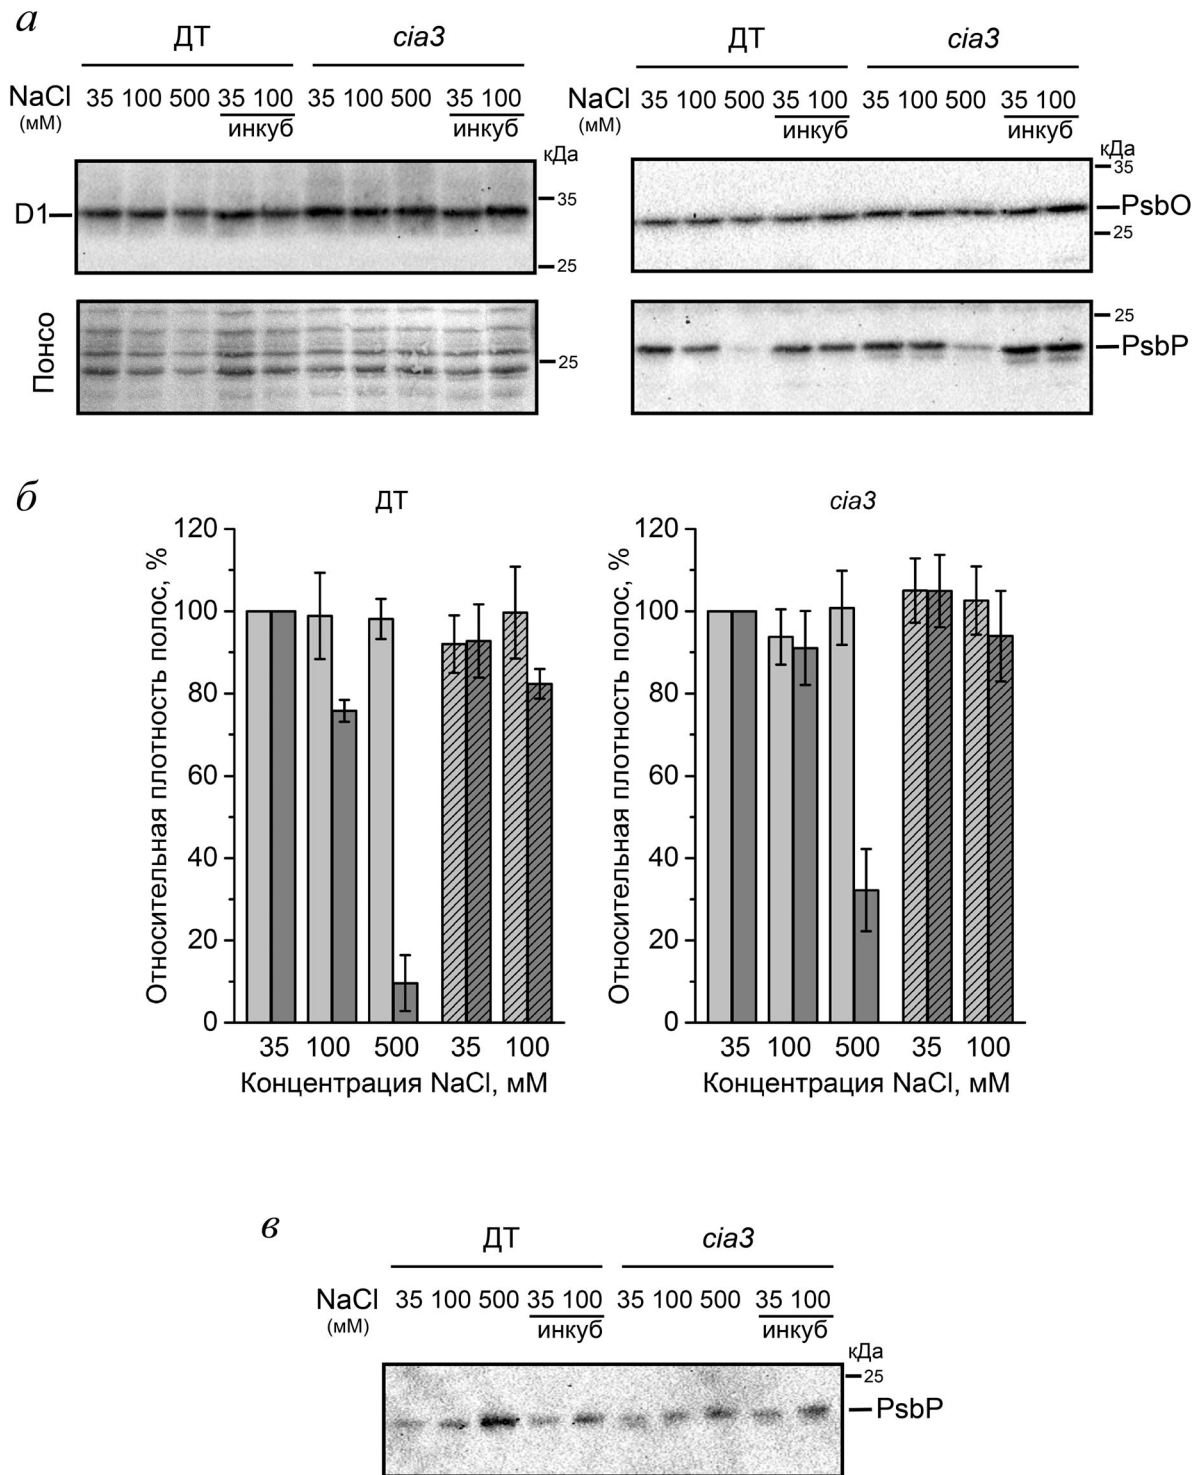 а
ДТ cia3
NaCl 35 100 500 35 100 35 100 500 35 100
(мМ) инкуб инкуб
кДа
D1 35
25
Понсо
25
ДТ cia3
NaCl 35 100 500 35 100 35 100 500 35 100
(мМ) инкуб инкуб
кДа
35
PsbO
25
25
PsbP
б
ДТ
Относительная плотность полос, %
120
100
80
60
40
20
0
35 100 500 35 100
Концентрация NaCl, мМ
cia3
Относительная плотность полос, %
120
100
80
60
40
20
0
35 100 500 35 100
Концентрация NaCl, мМ
в
ДТ cia3
NaCl 35 100 500 35 100 35 100 500 35 100
(мМ) инкуб инкуб
кДа
25
PsbP